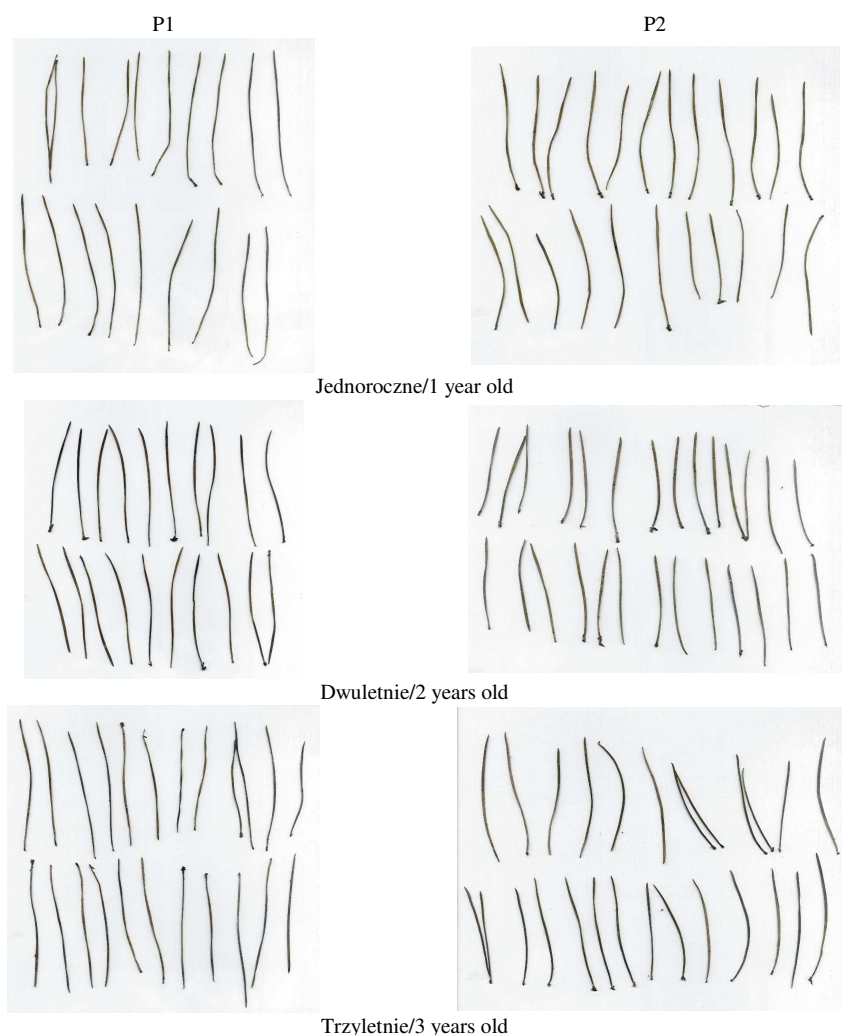 P1 P2
Jednoroczne/1 year old
Dwuletnie/2 years old
Trzyletnie/3 years old